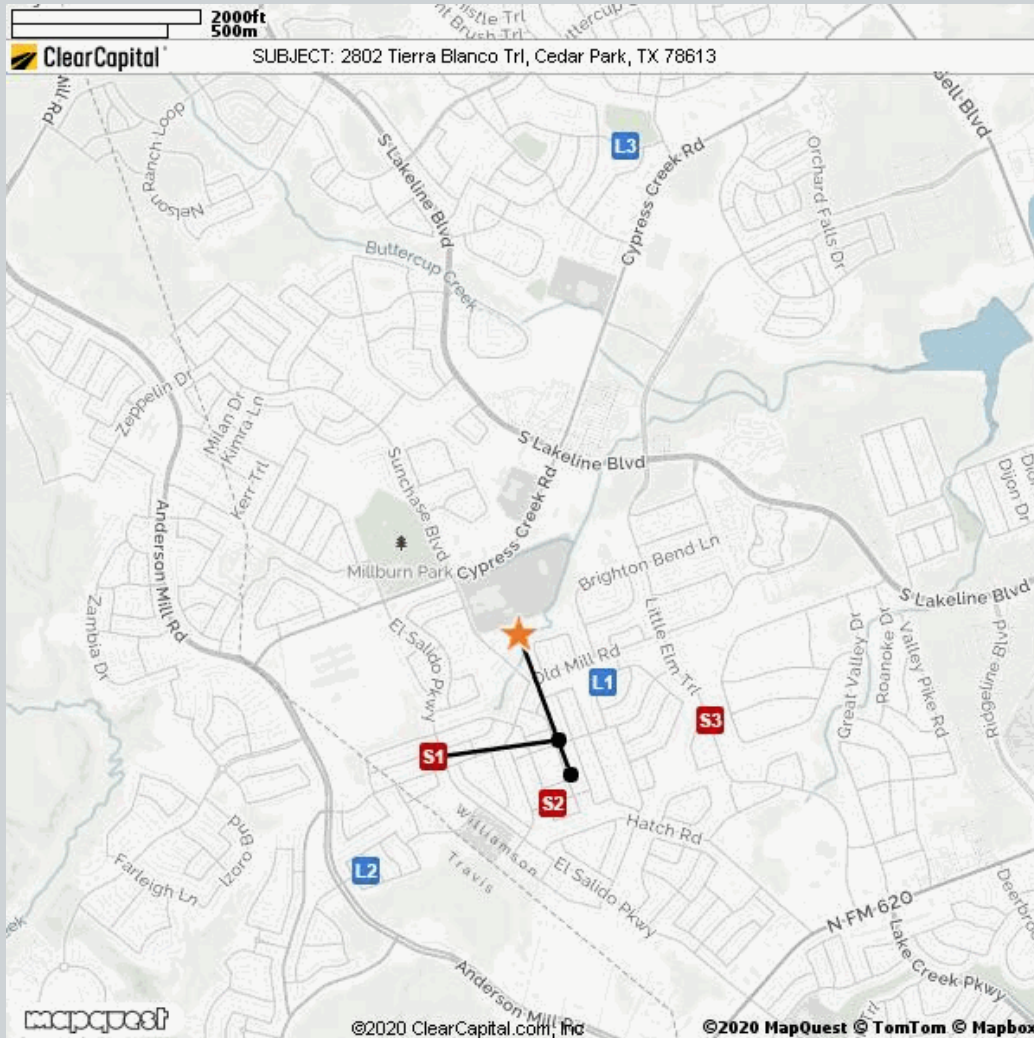 2000ft
500m
ClearCapital
SUBJECT: 2802 Tierra Blanco Trl, Cedar Park, TX 78613
Nelson Ranch Loop
S Lakeline Blvd
L3
Cypress Creek Rd
Orchard Falls Dr
Buttercup Creek
Zeppelin Dr
Milan Dr
Kimra Ln
Kerr Trl
Sunchase Blvd
S Lakeline Blvd
Dijon Dr
Anderson Mill Rd
Millburn Park
Cypress Creek Rd
Brighton Bend Ln
S Lakeline Blvd
Zambia Dr
El Salido Pkwy
Old Mill Rd
Little Elm Trl
L1
Great Valley Dr
Roanoke Dr
Valley Pike Rd
Ridgeline Blvd
S3
S1
S2
Hatch Rd
Williamson
Travis
L2
Izoro Bnd
Farleigh Ln
El Salido Pkwy
N FM 620
Lake Creek Pkwy
Anderson Mill Rd
mapquest
©2020 ClearCapital.com, Inc
©2020 MapQuest © TomTom © Mapbox